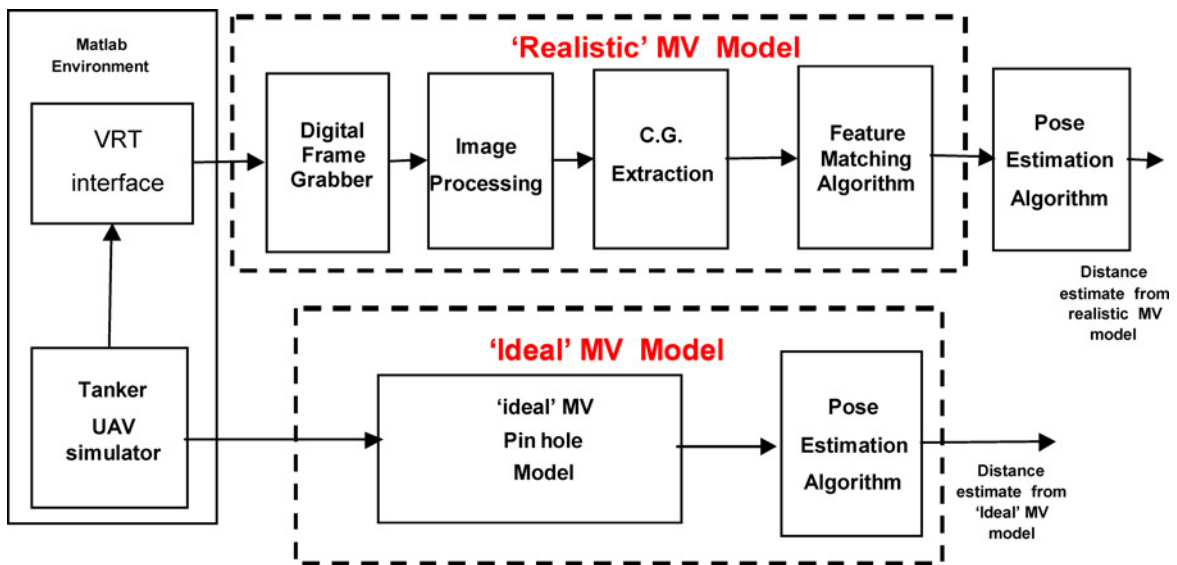 Matlab
Environment
VRT
interface
Tanker
UAV
simulator
‘Realistic’ MV Model
Digital
Frame
Grabber
Image
Processing
C.G.
Extraction
Feature
Matching
Algorithm
Pose
Estimation
Algorithm
Distance
estimate from
realistic MV
model
‘Ideal’ MV Model
‘ideal’ MV
Pin hole
Model
Pose
Estimation
Algorithm
Distance
estimate from
‘Ideal’ MV
model